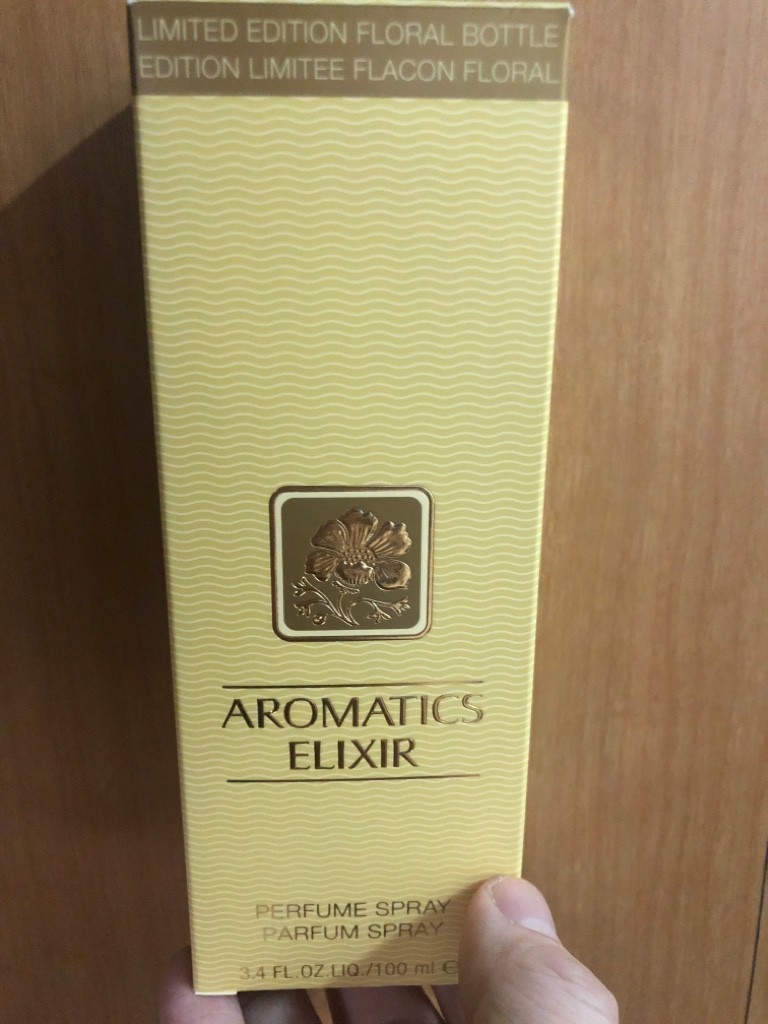 LIMITED EDITION FLORAL BOTTLE
EDITION LIMITEE FLACON FLORAL
AROMATICS
ELIXIR
PERFUME SPRAY
PARFUM SPRAY
3.4 FL.OZ.LIQ./100 ml ℮